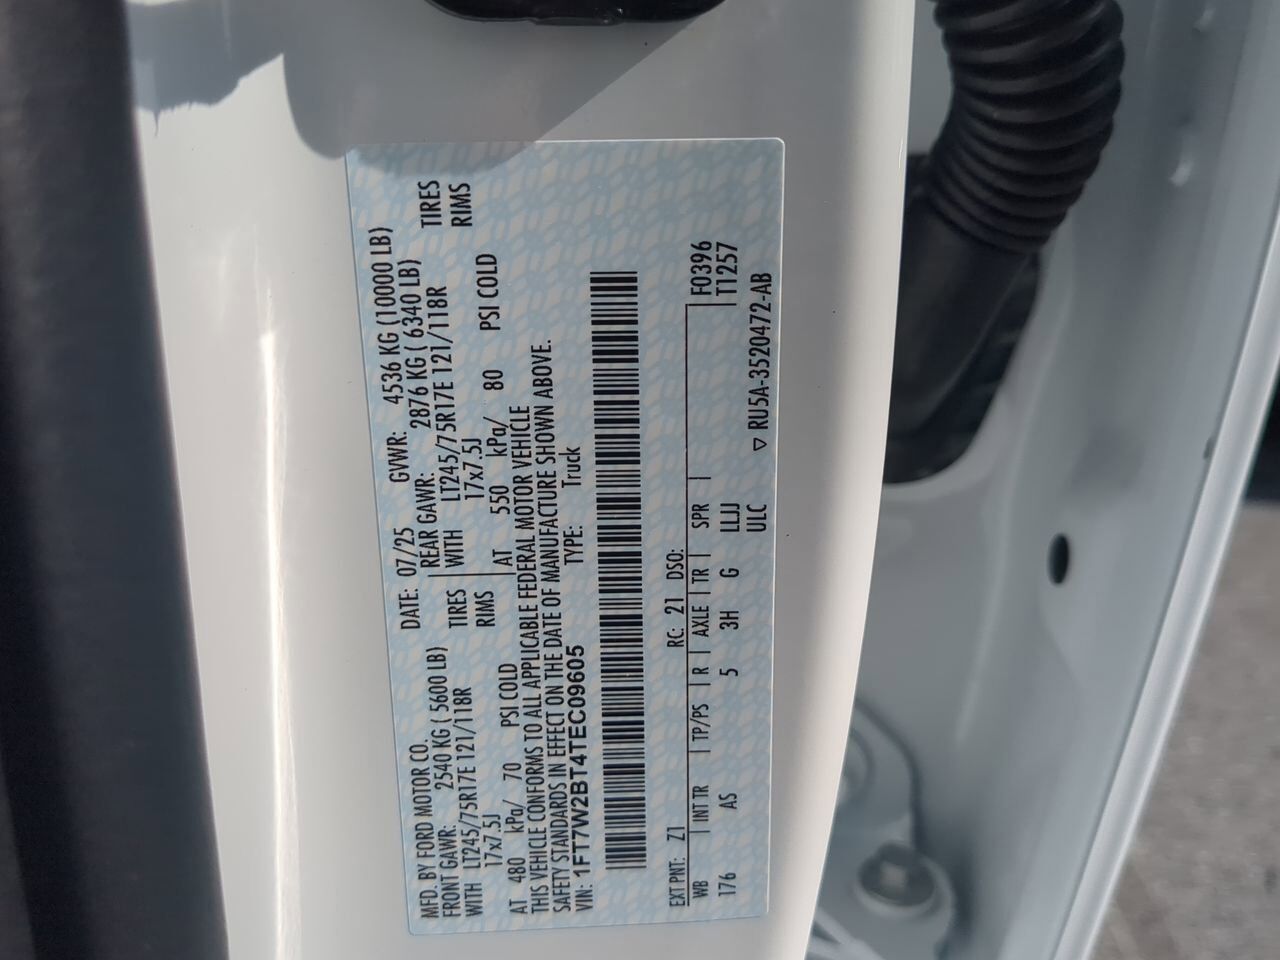 MFD. BY FORD MOTOR CO. DATE: 07/25 GVWR: 4536 KG (10000 LB)
FRONT GAWR: 2540 KG ( 5600 LB) REAR GAWR: 2876 KG ( 6340 LB)
WITH LT245/75R17E 121/118R TIRES WITH LT245/75R17E 121/118R TIRES
17x7.5J RIMS 17x7.5J RIMS
AT 480 kPa/ 70 PSI COLD AT 550 kPa/ 80 PSI COLD
THIS VEHICLE CONFORMS TO ALL APPLICABLE FEDERAL MOTOR VEHICLE
SAFETY STANDARDS IN EFFECT ON THE DATE OF MANUFACTURE SHOWN ABOVE.
VIN: 1FT7W2BT4TEC09605 TYPE: Truck
EXT PNT: Z1 RC: 21 DSO: F0396
WB INT TR TP/PS R AXLE TR SPR T1257
176 AS 5 3H G LLJJ
ULC ▽ RU5A-3520472-AB